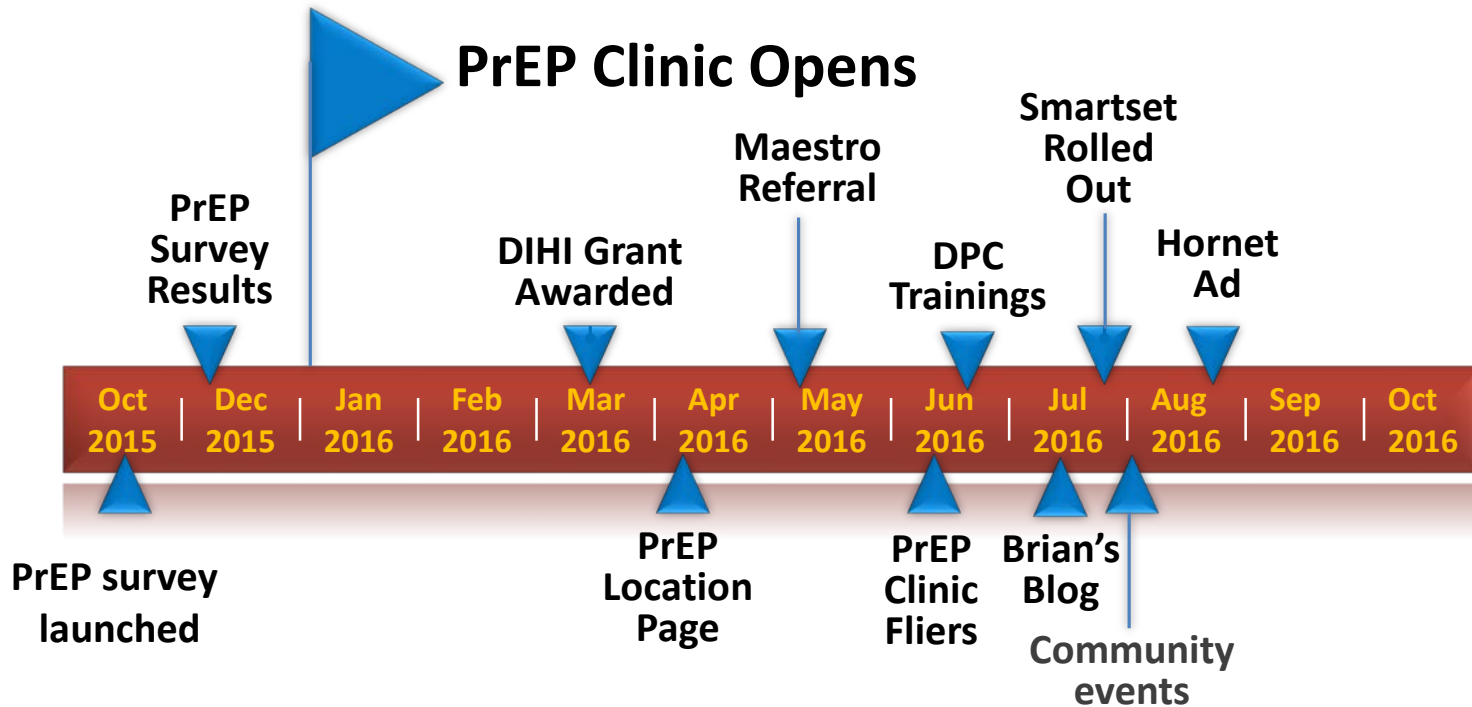 PrEP Clinic Opens
PrEP
Survey
Results
DIHI Grant
Awarded
Maestro
Referral
DPC
Trainings
Smartset
Rolled
Out
Hornet
Ad
Oct
2015
Dec
2015
Jan
2016
Feb
2016
Mar
2016
Apr
2016
May
2016
Jun
2016
Jul
2016
Aug
2016
Sep
2016
Oct
2016
PrEP survey
launched
PrEP
Location
Page
PrEP
Clinic
Fliers
Brian’s
Blog
Community
events